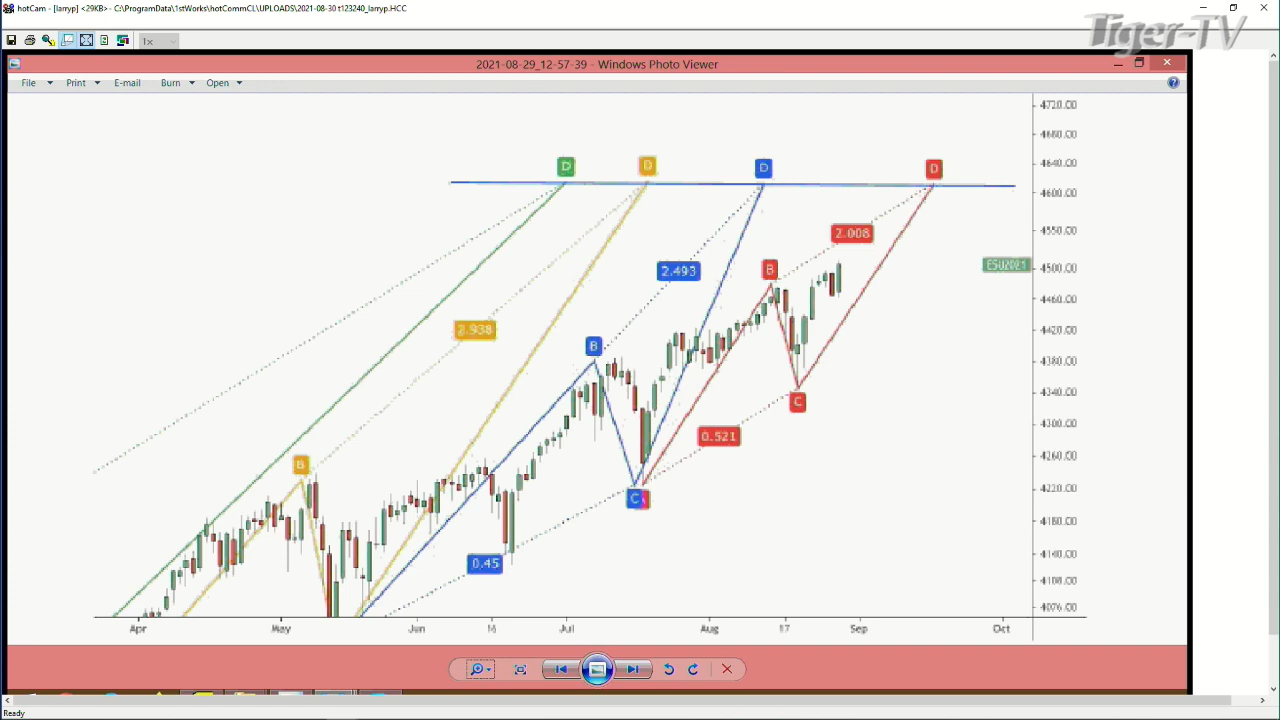 hotCam - [larryp] <29KB> - C:\ProgramData\1stWorks\hotCommCL\UPLOADS\2021-08-30 t123240_larryp.HCC
Tiger-TV
1x
2021-08-29_12-57-39 - Windows Photo Viewer
File Print E-mail Burn Open
4720.00
4680.00
4640.00
D D D D
4600.00
2.008
4550.00
B
ESU2021
4500.00
2.493
4460.00
2.938
4420.00
B
4380.00
4340.00
C
4300.00
0.521
4260.00
B
4220.00
C
4180.00
4140.00
0.45
4108.00
4076.00
Apr May Jun 16 Jul Aug 17 Sep Oct
Ready